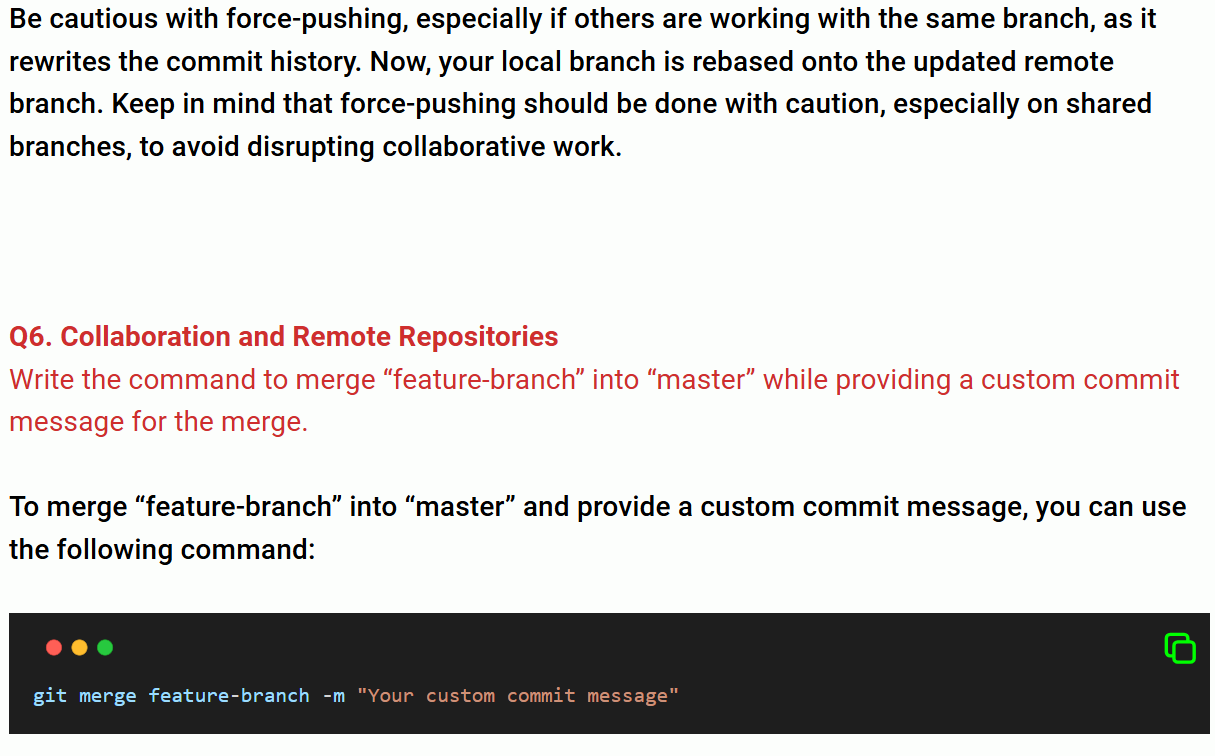 Be cautious with force-pushing, especially if others are working with the same branch, as it
rewrites the commit history. Now, your local branch is rebased onto the updated remote
branch. Keep in mind that force-pushing should be done with caution, especially on shared
branches, to avoid disrupting collaborative work.
Q6. Collaboration and Remote Repositories
Write the command to merge “feature-branch” into “master” while providing a custom commit
message for the merge.
To merge “feature-branch” into “master” and provide a custom commit message, you can use
the following command:
git merge feature-branch -m "Your custom commit message"